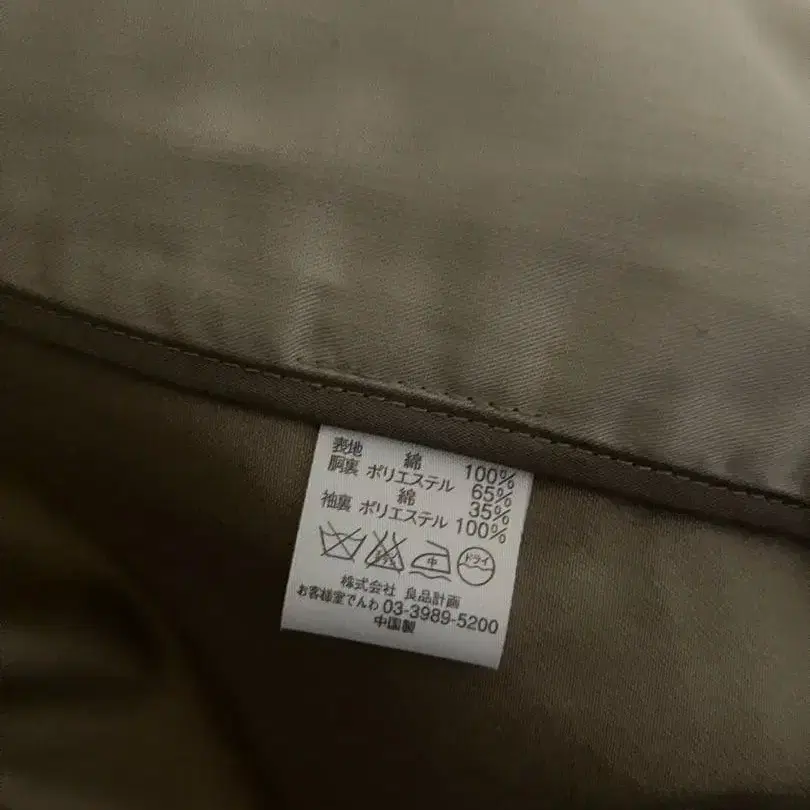 表地 綿 100%
胴裏 ポリエステル 65%
綿 35%
袖裏 ポリエステル 100%
中 ドライ
株式会社 良品計画
お客様室でんわ 03-3989-5200
中国製